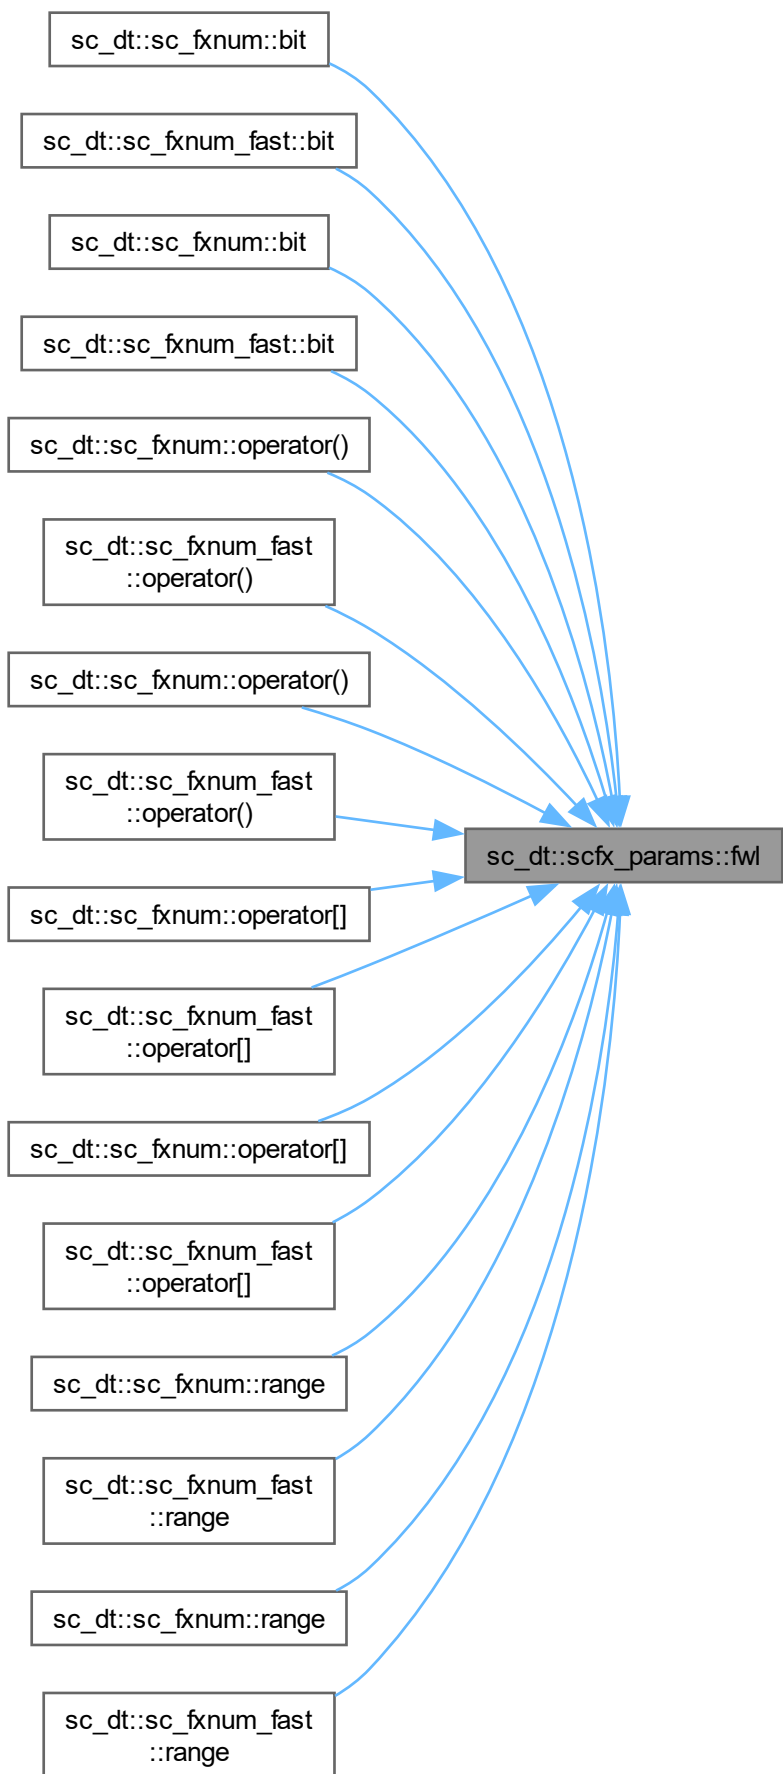 sc_dt::sc_fxnum::bit
sc_dt::sc_fxnum_fast::bit
sc_dt::sc_fxnum::bit
sc_dt::sc_fxnum_fast::bit
sc_dt::sc_fxnum::operator()
sc_dt::sc_fxnum_fast
::operator()
sc_dt::sc_fxnum::operator()
sc_dt::sc_fxnum_fast
::operator()
sc_dt::scfx_params::fwl
sc_dt::sc_fxnum::operator[]
sc_dt::sc_fxnum_fast
::operator[]
sc_dt::sc_fxnum::operator[]
sc_dt::sc_fxnum_fast
::operator[]
sc_dt::sc_fxnum::range
sc_dt::sc_fxnum_fast
::range
sc_dt::sc_fxnum::range
sc_dt::sc_fxnum_fast
::range